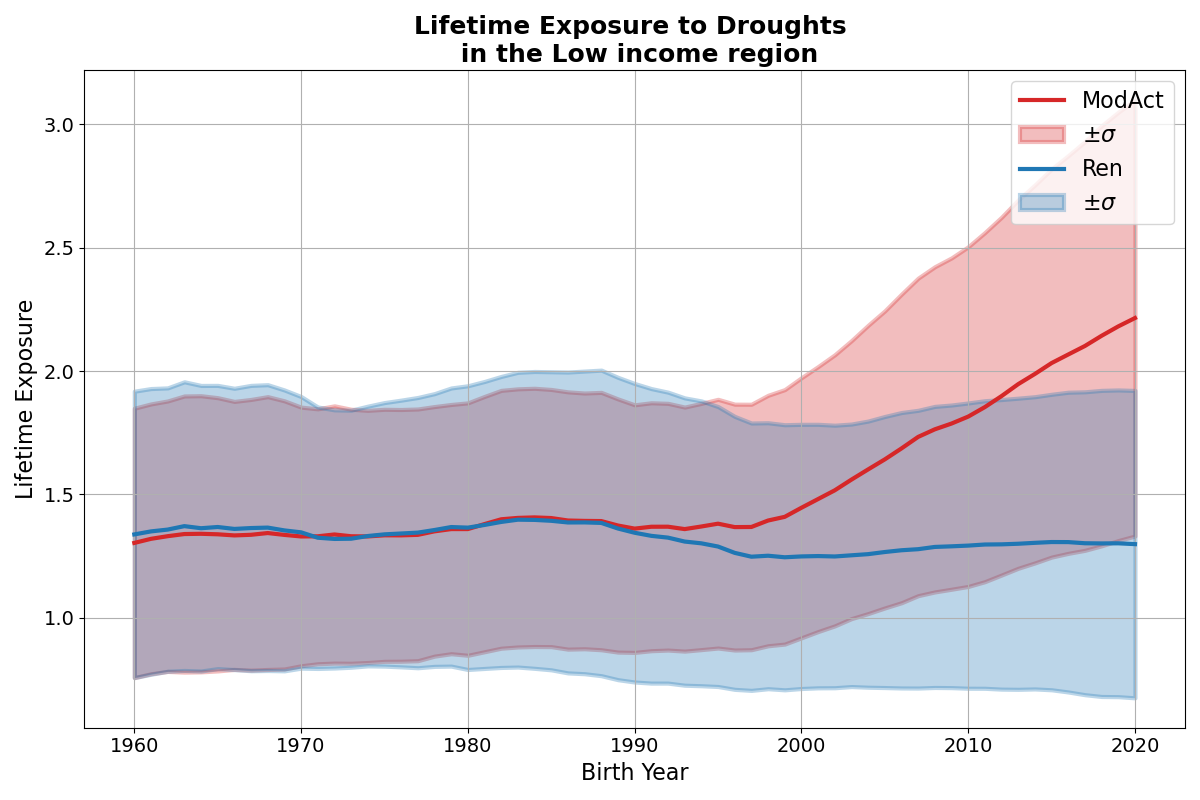 Lifetime Exposure to Droughts
in the Low income region
Lifetime Exposure
3.0
2.5
2.0
1.5
1.0
ModAct
±σ
Ren
±σ
1960 1970 1980 1990 2000 2010 2020
Birth Year